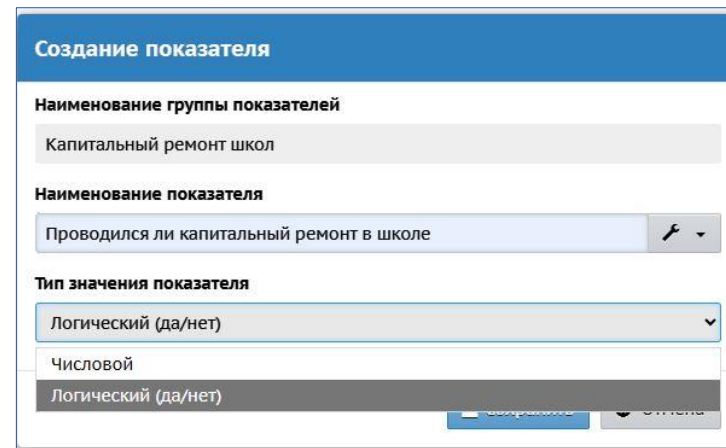 Создание показателя
Наименование группы показателей
Капитальный ремонт школ
Наименование показателя
Проводился ли капитальный ремонт в школе
Тип значения показателя
Логический (да/нет)
Числовой
Логический (да/нет)